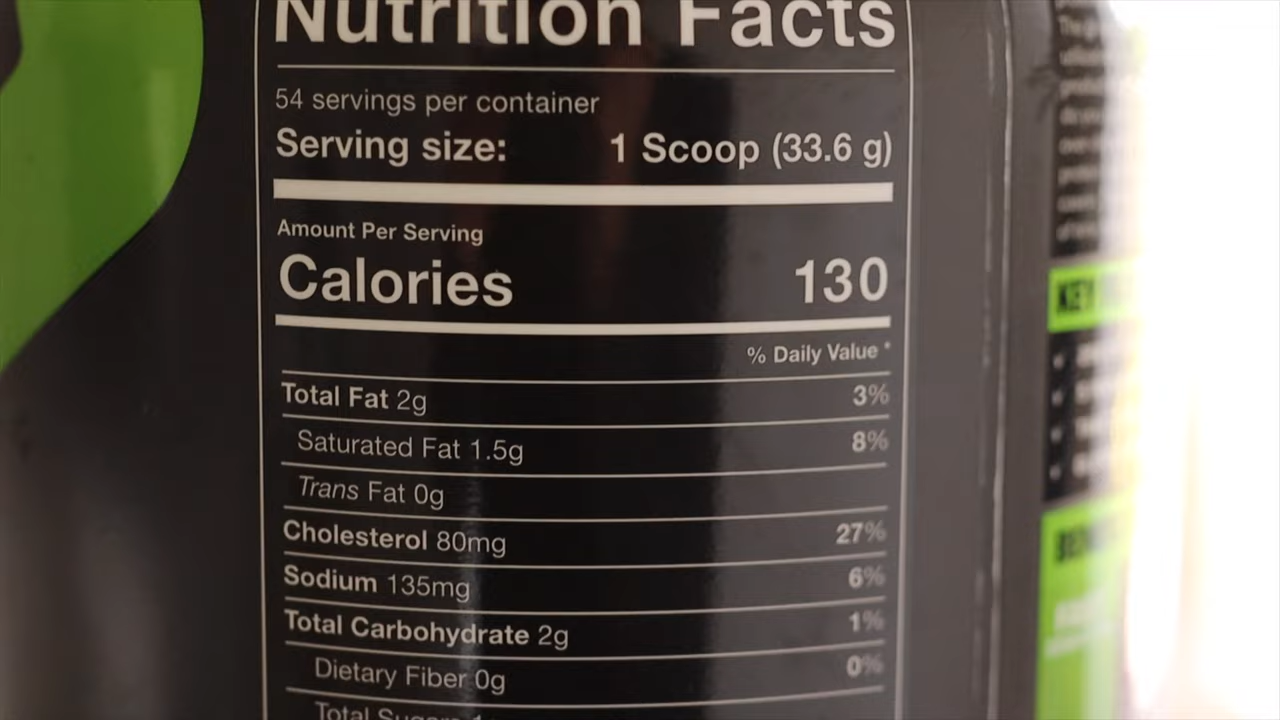 Nutrition Facts
54 servings per container
Serving size: 1 Scoop (33.6 g)
Amount Per Serving
Calories 130
% Daily Value *
Total Fat 2g 3%
Saturated Fat 1.5g 8%
Trans Fat 0g
Cholesterol 80mg 27%
Sodium 135mg 6%
Total Carbohydrate 2g 1%
Dietary Fiber 0g 0%
Total
KEY